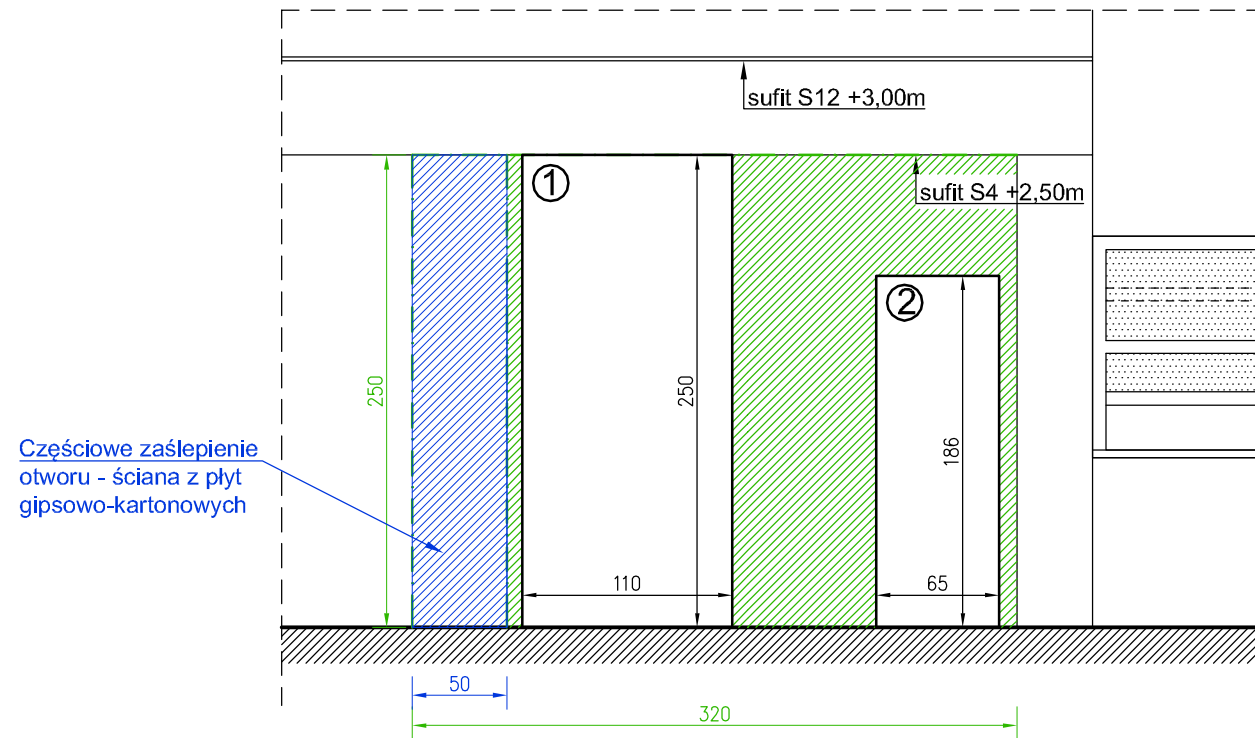 sufit S12 +3,00m
1
sufit S4 +2,50m
2
250
250
186
Częściowe zaślepienie
otworu - ściana z płyt
gipsowo-kartonowych
110
65
50
320